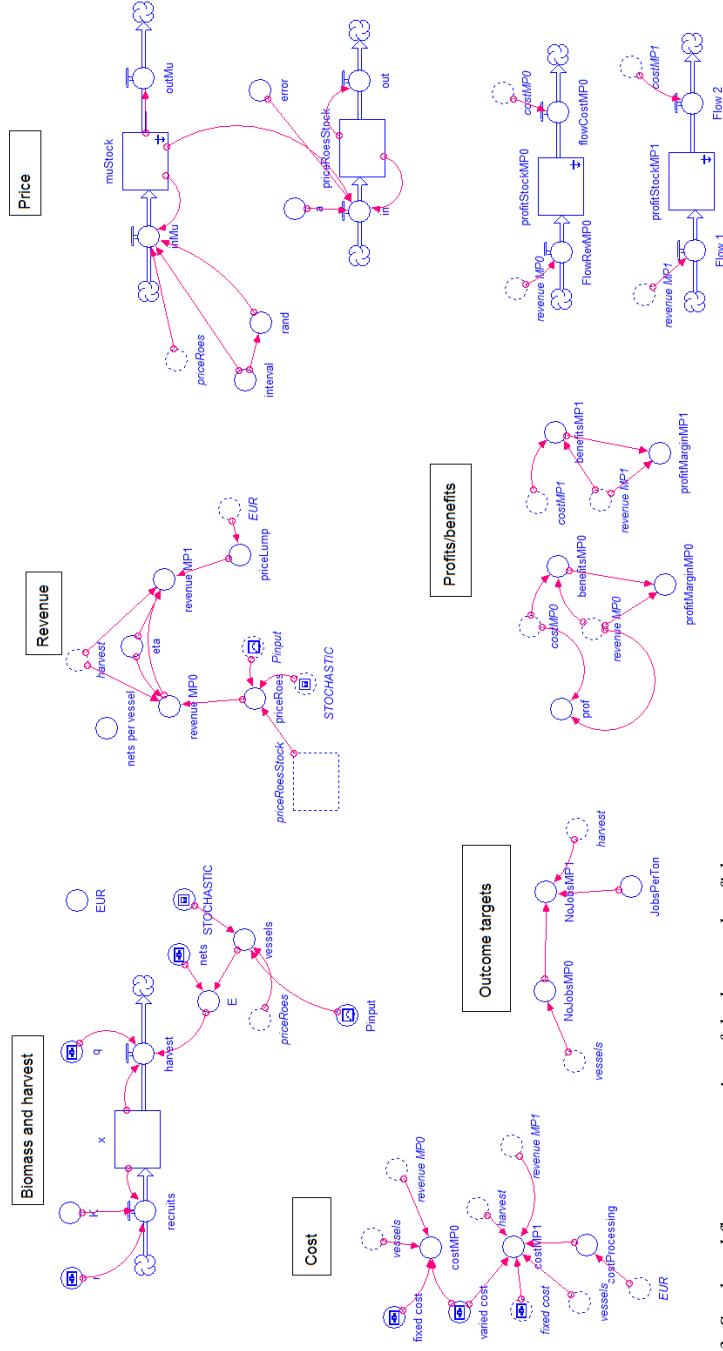 Biomass and harvest
r
K
q
x
recruits
harvest
EUR
nets
STOCHASTIC
E
vessels
priceRoes
Pinput
Revenue
harvest
nets per vessel
eta
revenue MP0
revenue MP1
EUR
priceLump
Pinput
priceRoes
STOCHASTIC
priceRoesStock
Price
muStock
inMu
outMu
priceRoes
rand
interval
error
a
priceRoesStock
in
out
Cost
vessels
revenue MP0
costMP0
fixed cost
varied cost
harvest
revenue MP1
costMP1
fixed cost
costProcessing
vessels
EUR
Outcome targets
harvest
NoJobsMP0
NoJobsMP1
vessels
JobsPerTon
Profits/benefits
costMP0
benefitsMP0
prof
revenue MP0
profitMarginMP0
costMP1
benefitsMP1
revenue MP1
profitMarginMP1
revenue MP0
costMP0
profitStockMP0
FlowRevMP0
flowCostMP0
revenue MP1
costMP1
profitStockMP1
Flow 1
Flow 2